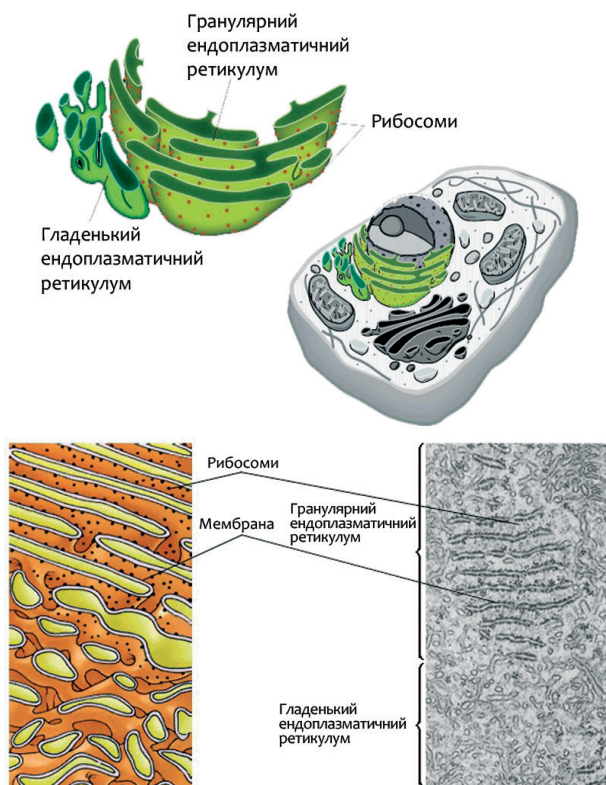 Гранулярний
ендоплазматичний
ретикулум
Рибосоми
Гладенький
ендоплазматичний
ретикулум
Рибосоми
Мембрана
Гранулярний
ендоплазматичний
ретикулум
Гладенький
ендоплазматичний
ретикулум